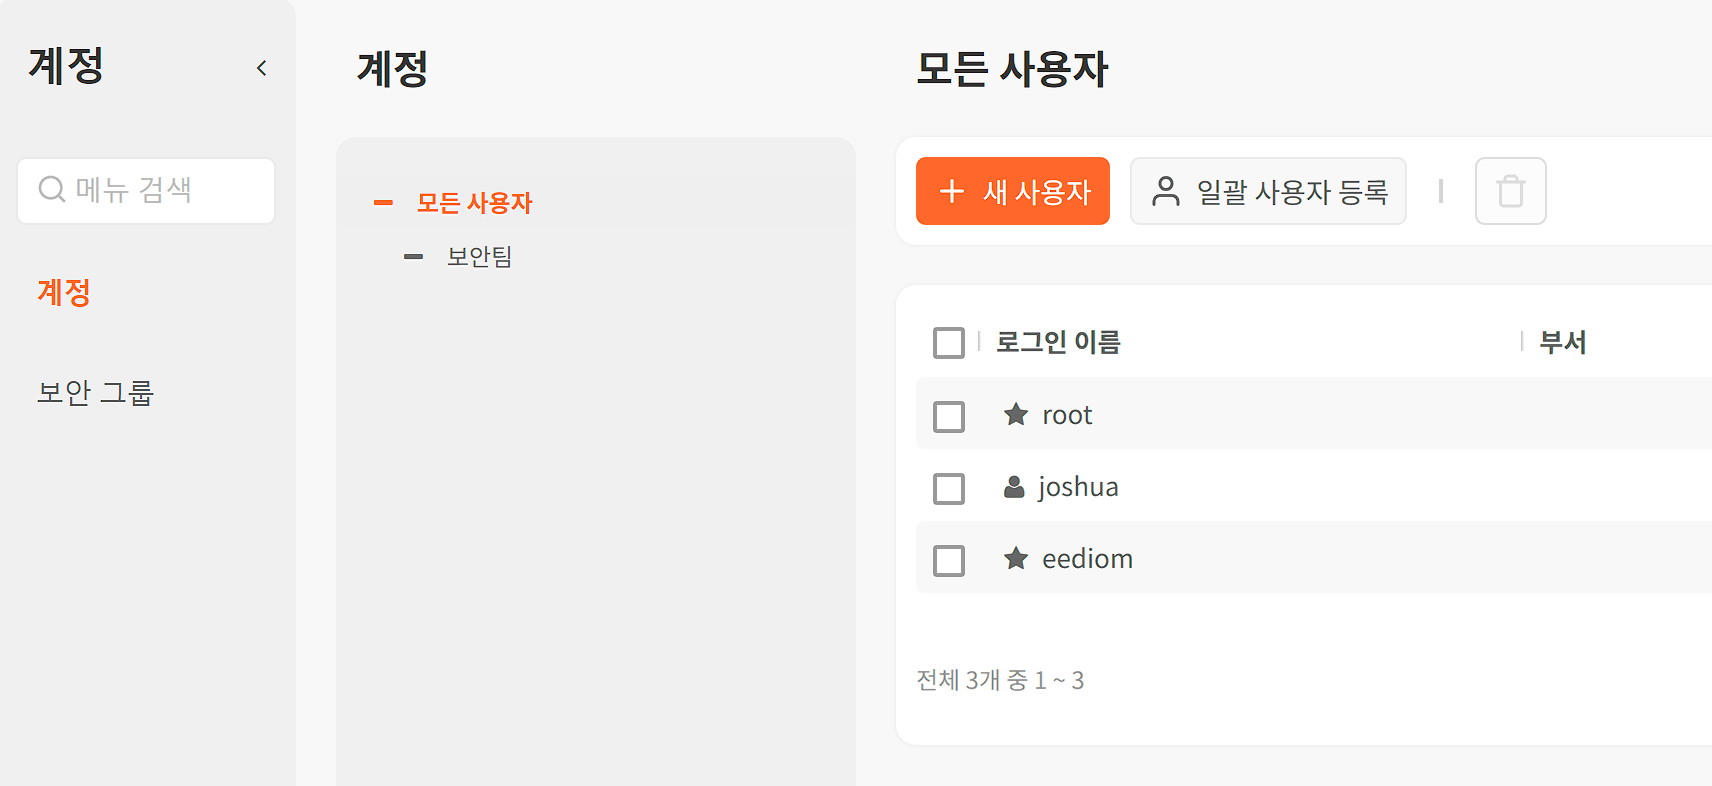 계정
메뉴 검색
계정
보안 그룹
계정
모든 사용자
보안팀
모든 사용자
새 사용자
일괄 사용자 등록
로그인 이름
부서
root
joshua
eediom
전체 3개 중 1 ~ 3